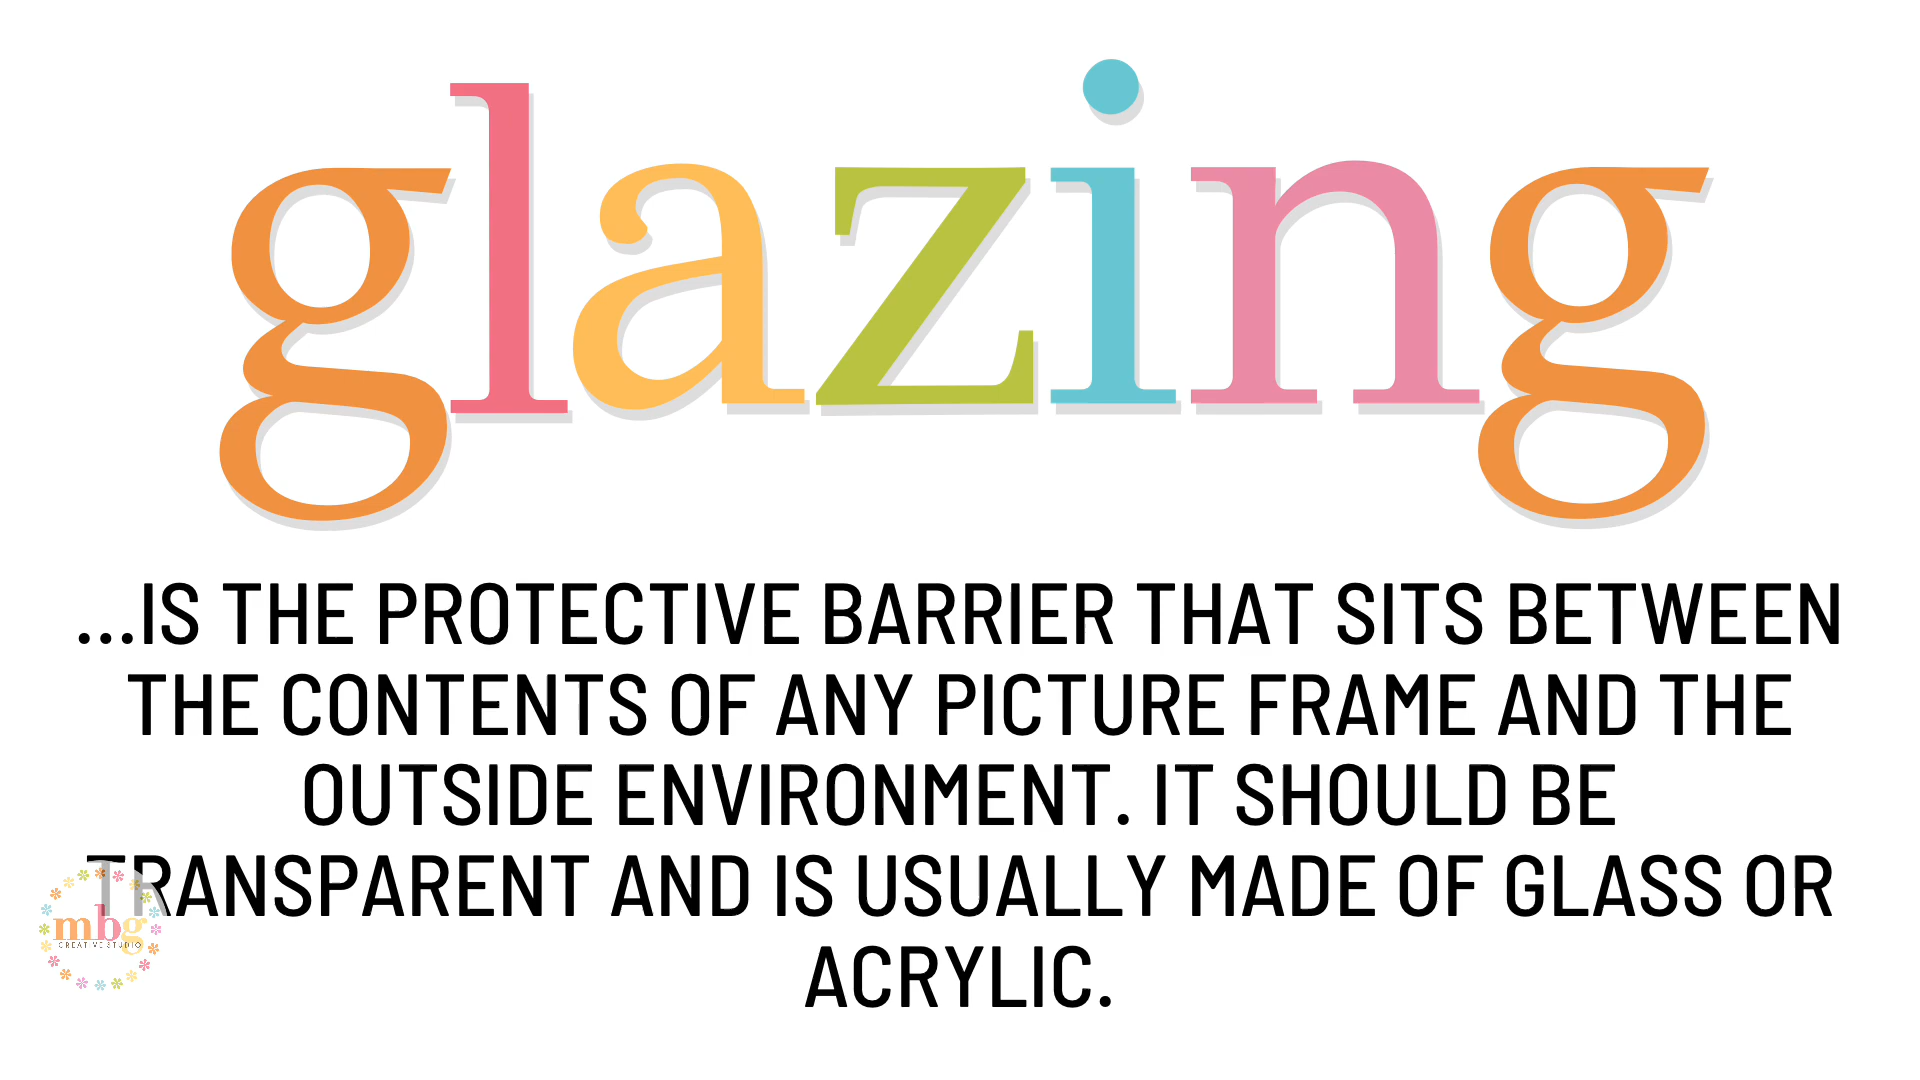 glazing
...IS THE PROTECTIVE BARRIER THAT SITS BETWEEN
THE CONTENTS OF ANY PICTURE FRAME AND THE
OUTSIDE ENVIRONMENT. IT SHOULD BE
TRANSPARENT AND IS USUALLY MADE OF GLASS OR
ACRYLIC.
mbg
CREATIVE STUDIO